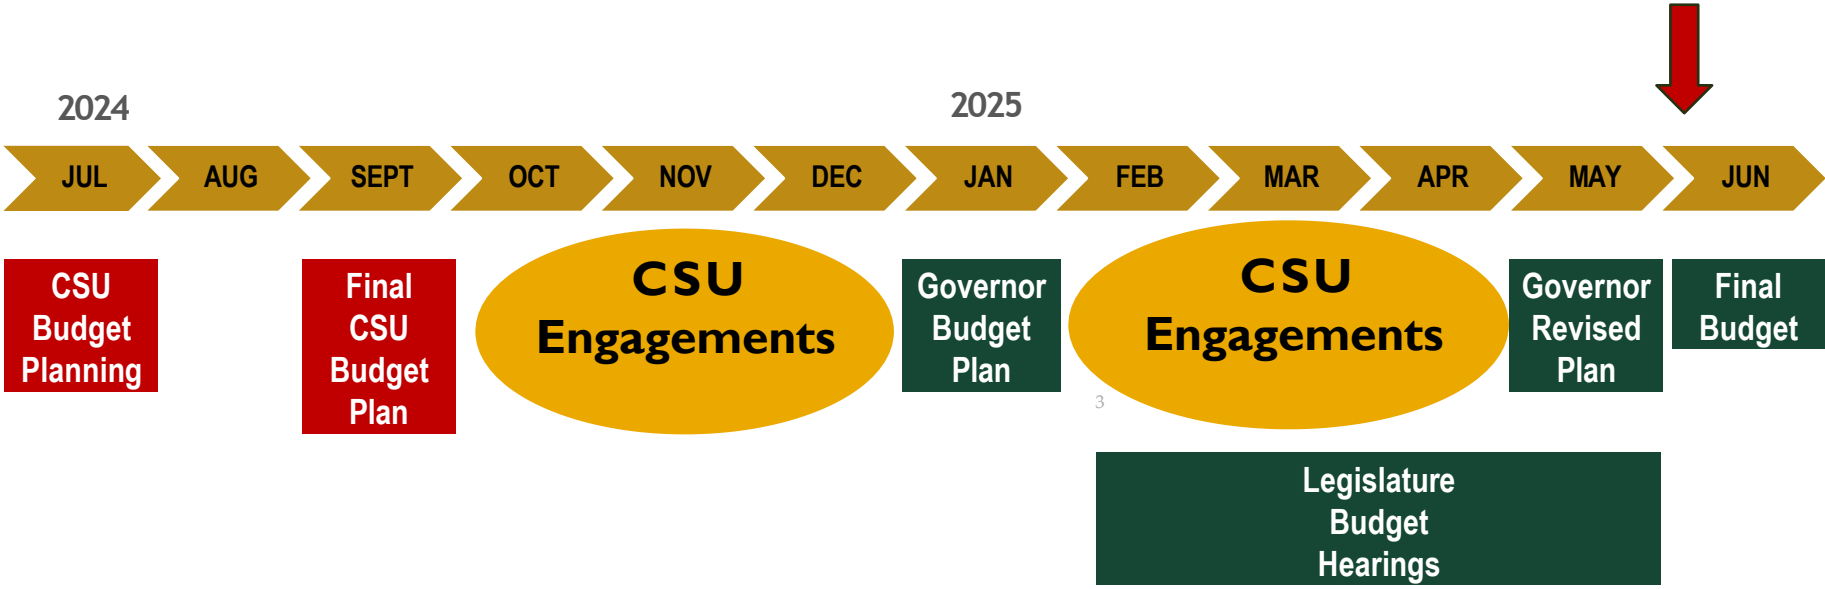 2024
2025
JUL
AUG
SEPT
OCT
NOV
DEC
JAN
FEB
MAR
APR
MAY
JUN
CSU
Budget
Planning
Final
CSU
Budget
Plan
CSU
Engagements
Governor
Budget
Plan
CSU
Engagements
3
Governor
Revised
Plan
Final
Budget
Legislature
Budget
Hearings